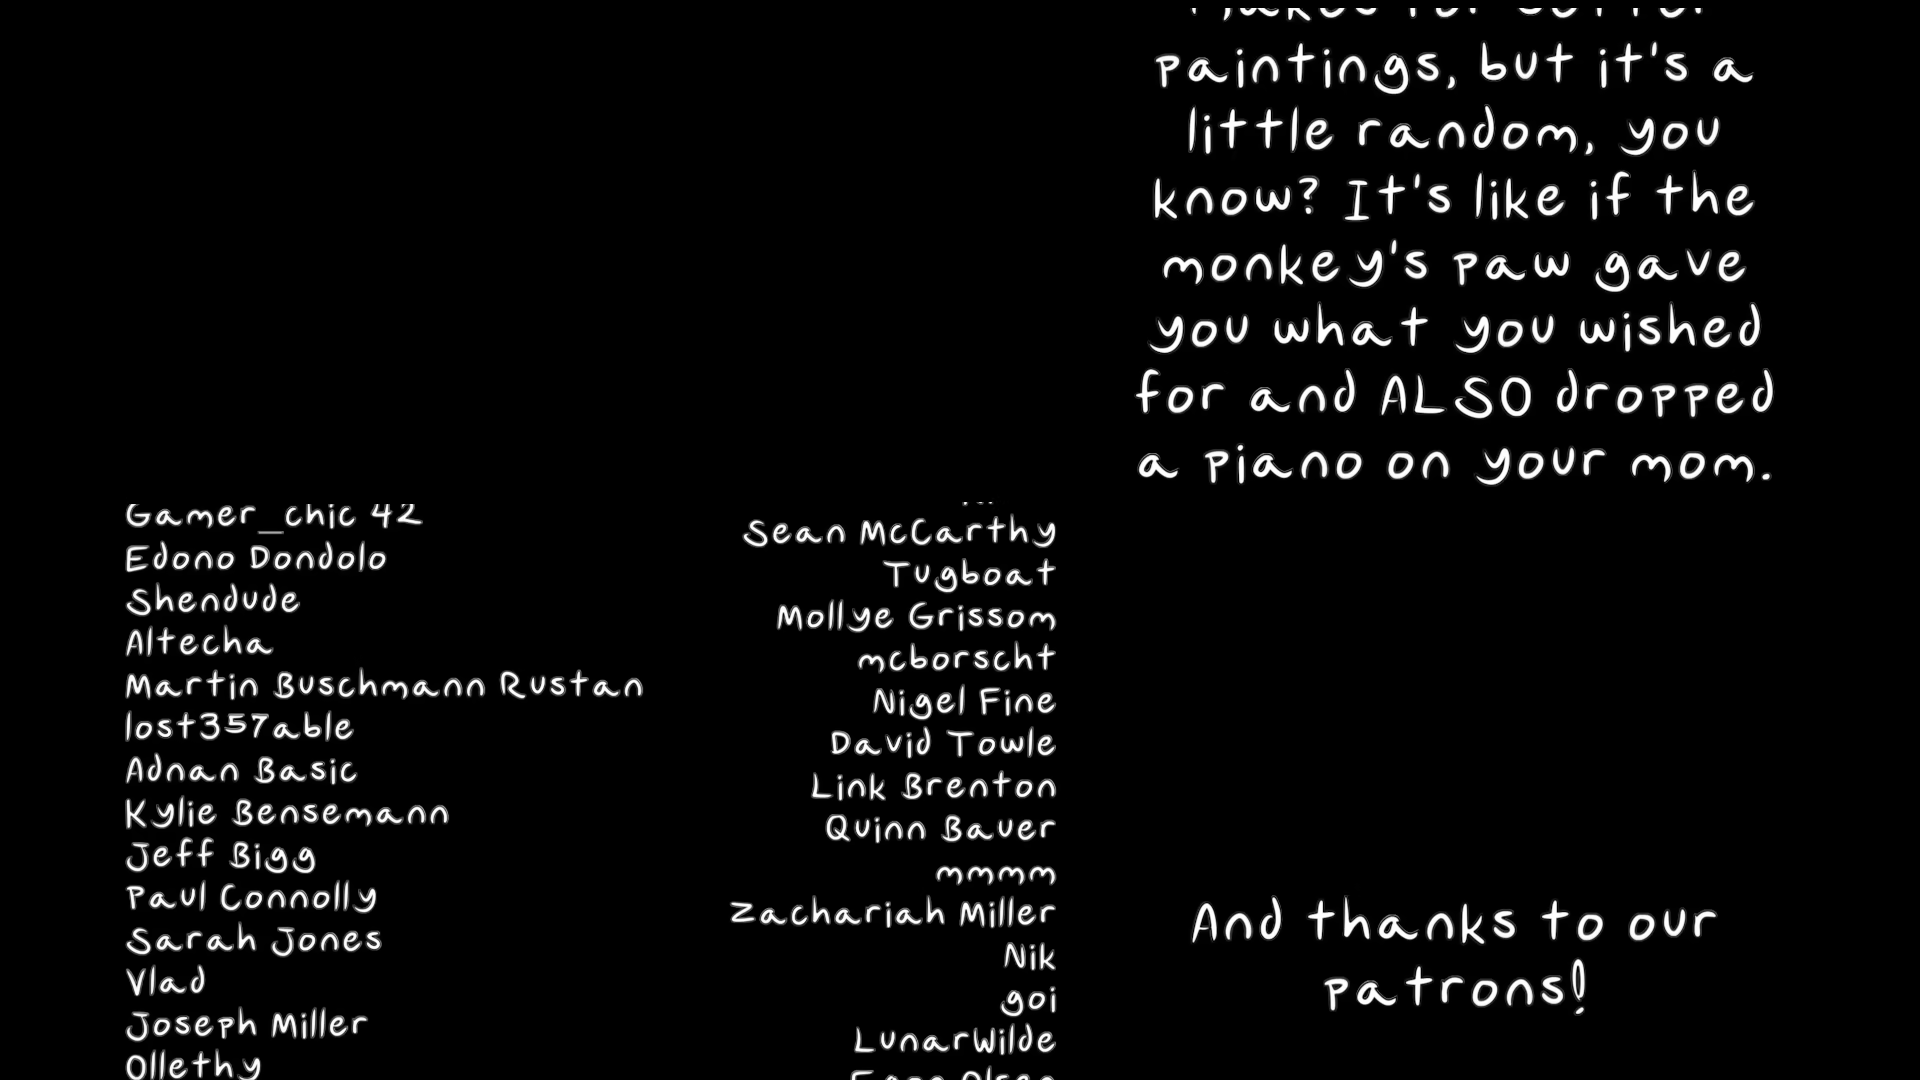 paintings, but it's a
little random, you
know? It's like if the
monkey's paw gave
you what you wished
for and ALSO dropped
a piano on your mom.
Gamer_chic 42
Edono Dondolo
Shendude
Altecha
Martin Buschmann Rustan
lost357able
Adnan Basic
Kylie Bensemann
Jeff Bigg
Paul Connolly
Sarah Jones
Vlad
Joseph Miller
Ollethy
Sean McCarthy
Tugboat
Mollye Grissom
mcborscht
Nigel Fine
David Towle
Link Brenton
Quinn Bauer
mmmm
Zachariah Miller
Nik
goi
LunarWilde
And thanks to our
patrons!